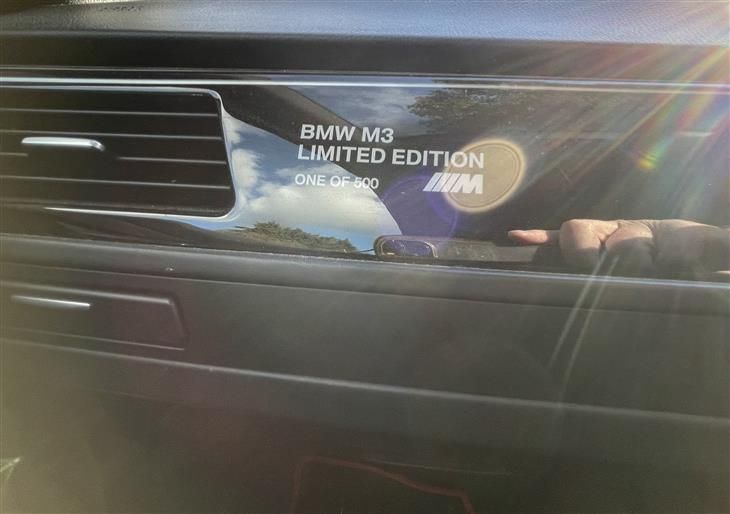 BMW M3
LIMITED EDITION
ONE OF 500
M